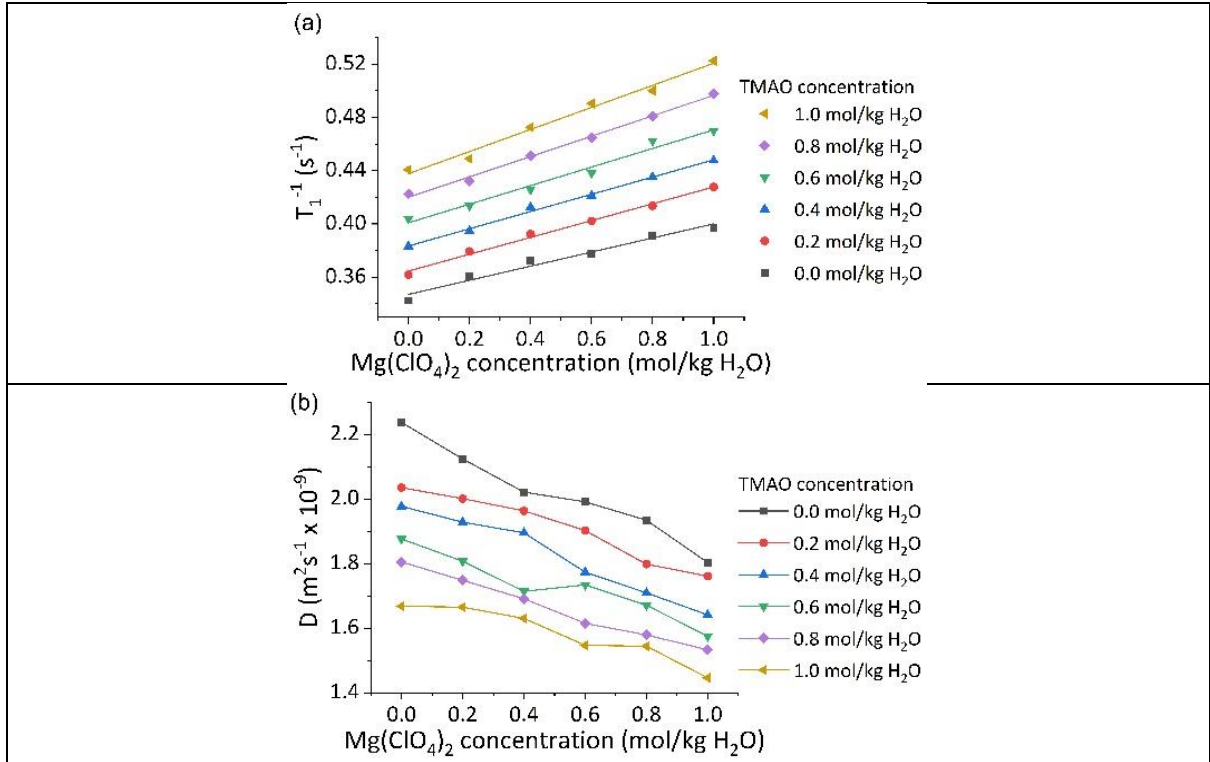 (a)
0.52
0.48
0.44
0.40
0.36
T₁⁻¹ (s⁻¹)
0.0 0.2 0.4 0.6 0.8 1.0
Mg(ClO₄)₂ concentration (mol/kg H₂O)
TMAO concentration
1.0 mol/kg H₂O
0.8 mol/kg H₂O
0.6 mol/kg H₂O
0.4 mol/kg H₂O
0.2 mol/kg H₂O
0.0 mol/kg H₂O
(b)
2.2
2.0
1.8
1.6
1.4
D (m²s⁻¹ x 10⁻⁹)
0.0 0.2 0.4 0.6 0.8 1.0
Mg(ClO₄)₂ concentration (mol/kg H₂O)
TMAO concentration
0.0 mol/kg H₂O
0.2 mol/kg H₂O
0.4 mol/kg H₂O
0.6 mol/kg H₂O
0.8 mol/kg H₂O
1.0 mol/kg H₂O